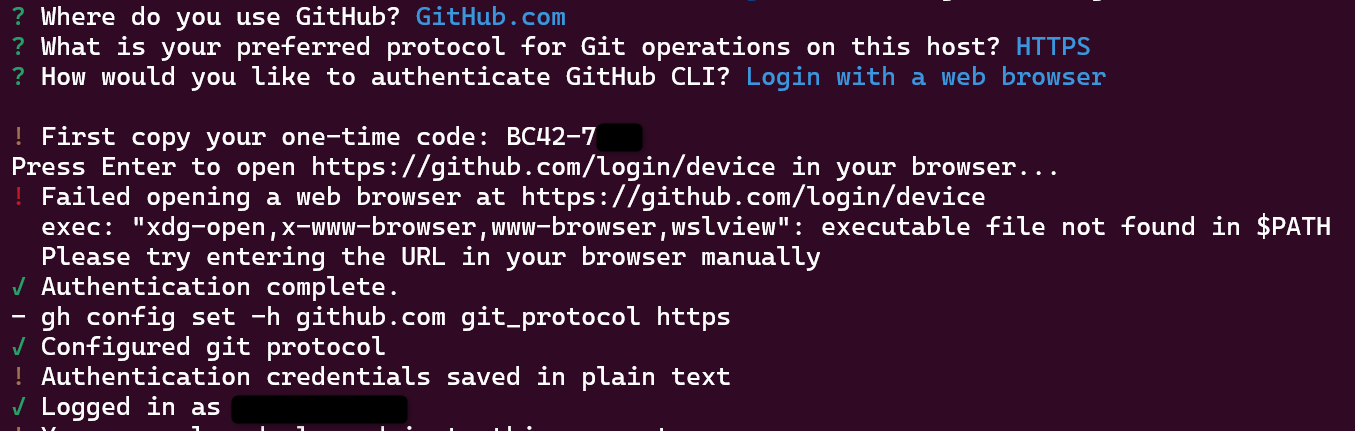 ? Where do you use GitHub? GitHub.com
? What is your preferred protocol for Git operations on this host? HTTPS
? How would you like to authenticate GitHub CLI? Login with a web browser
! First copy your one-time code: BC42-7
Press Enter to open https://github.com/login/device in your browser...
! Failed opening a web browser at https://github.com/login/device
exec: "xdg-open,x-www-browser,www-browser,wslview": executable file not found in $PATH
Please try entering the URL in your browser manually
✓ Authentication complete.
- gh config set -h github.com git_protocol https
✓ Configured git protocol
! Authentication credentials saved in plain text
✓ Logged in as